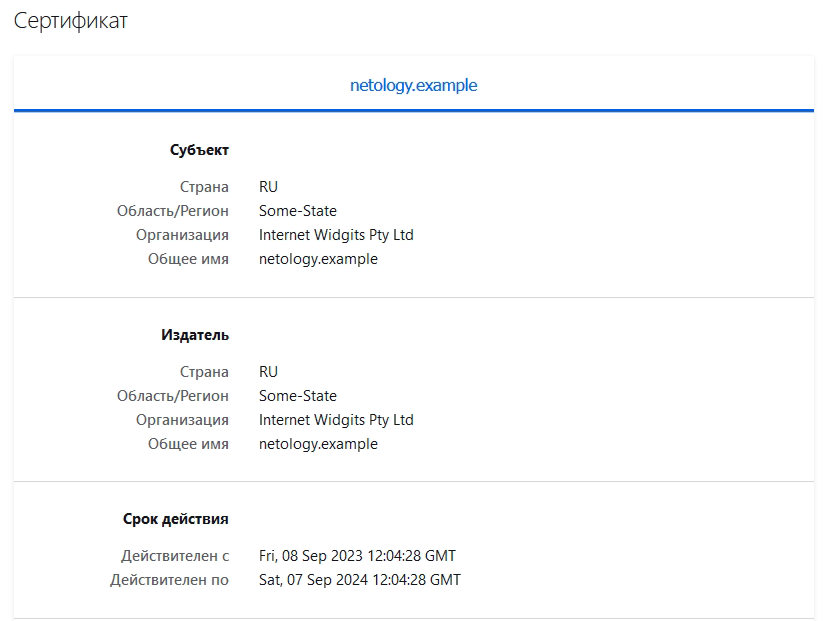 Сертификат
netology.example
Субъект
Страна RU
Область/Регион Some-State
Организация Internet Widgits Pty Ltd
Общее имя netology.example
Издатель
Страна RU
Область/Регион Some-State
Организация Internet Widgits Pty Ltd
Общее имя netology.example
Срок действия
Действителен с Fri, 08 Sep 2023 12:04:28 GMT
Действителен по Sat, 07 Sep 2024 12:04:28 GMT